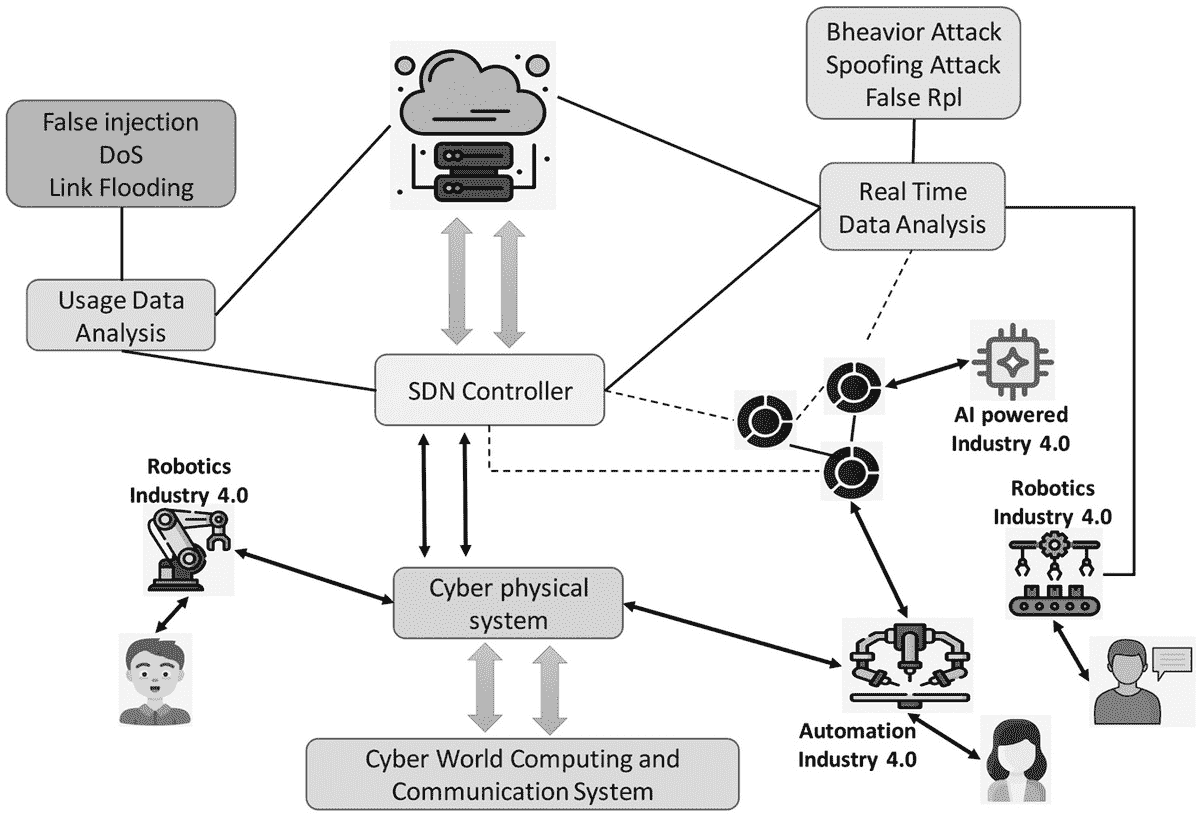 Bheavior Attack
Spoofing Attack
False Rpl
False injection
DoS
Link Flooding
Real Time
Data Analysis
Usage Data
Analysis
SDN Controller
AI powered
Industry 4.0
Robotics
Industry 4.0
Robotics
Industry 4.0
Cyber physical
system
Automation
Industry 4.0
Cyber World Computing and
Communication System